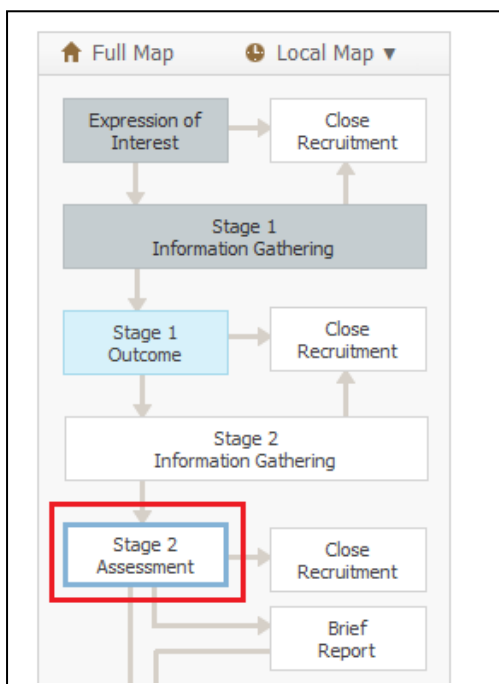 Full Map
Local Map ▼
Expression of
Interest
Close
Recruitment
Stage 1
Information Gathering
Stage 1
Outcome
Close
Recruitment
Stage 2
Information Gathering
Stage 2
Assessment
Close
Recruitment
Brief
Report